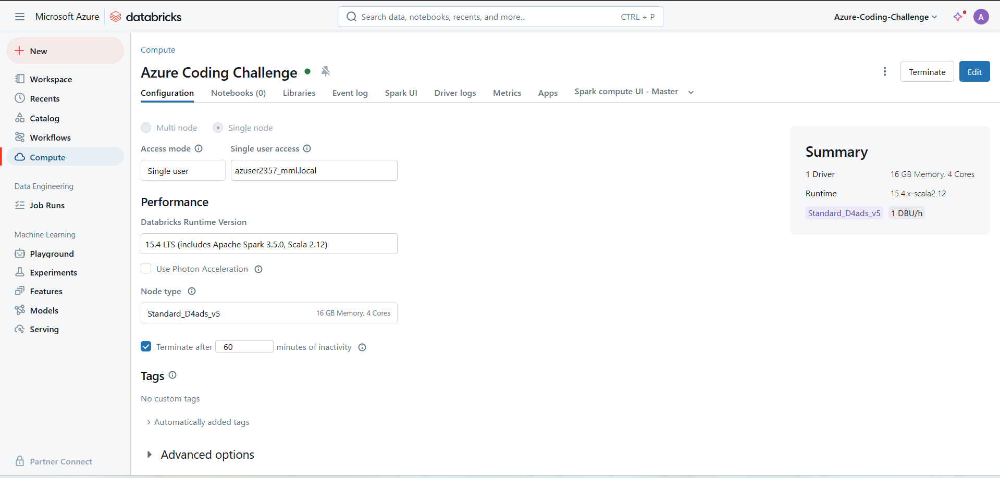 Microsoft Azure databricks
Search data, notebooks, recents, and more... CTRL + P
Azure-Coding-Challenge
A
New
Workspace
Recents
Catalog
Workflows
Compute
Data Engineering
Job Runs
Machine Learning
Playground
Experiments
Features
Models
Serving
Partner Connect
Compute
Azure Coding Challenge
Terminate Edit
Configuration Notebooks (0) Libraries Event log Spark UI Driver logs Metrics Apps Spark compute UI - Master
Multi node Single node
Access mode Single user access
Single user azuser2357_mml.local
Performance
Databricks Runtime Version
15.4 LTS (includes Apache Spark 3.5.0, Scala 2.12)
Use Photon Acceleration
Node type
Standard_D4ads_v5 16 GB Memory, 4 Cores
Terminate after 60 minutes of inactivity
Tags
No custom tags
Automatically added tags
Advanced options
Summary
1 Driver 16 GB Memory, 4 Cores
Runtime 15.4.x-scala2.12
Standard_D4ads_v5 1 DBU/h